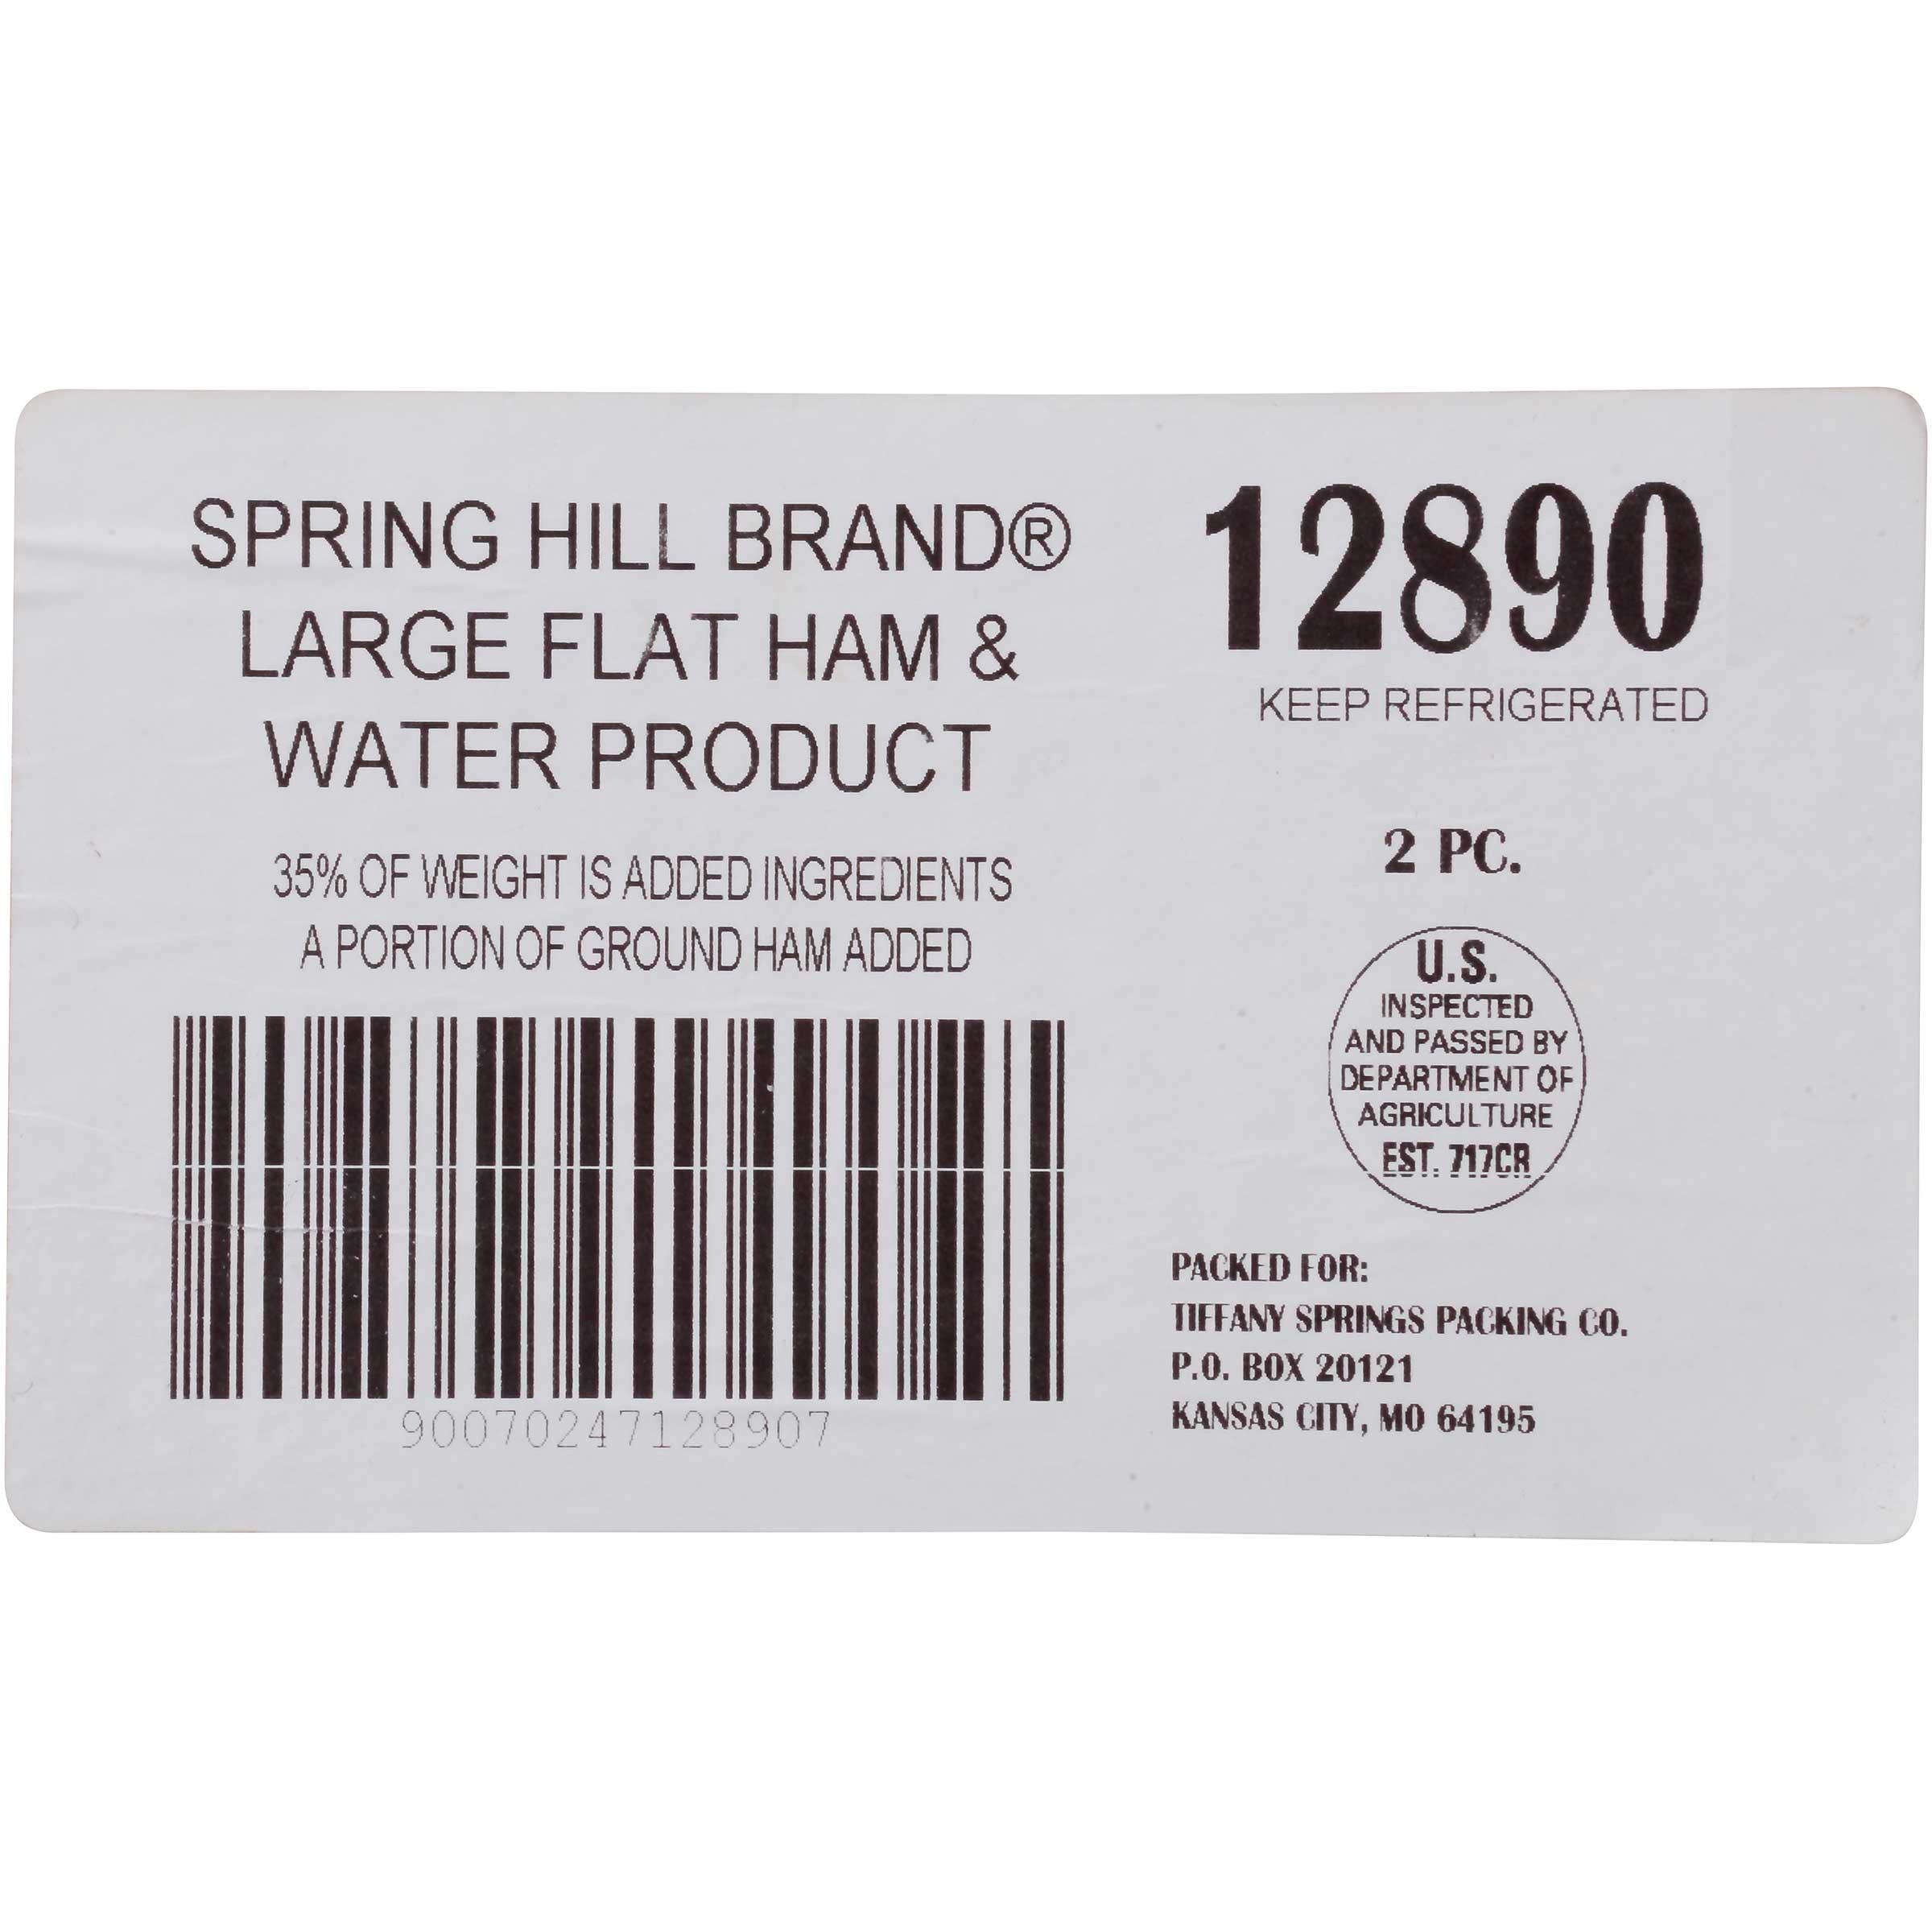 SPRING HILL BRAND®
LARGE FLAT HAM &
WATER PRODUCT
35% OF WEIGHT IS ADDED INGREDIENTS
A PORTION OF GROUND HAM ADDED
90070247128907
12890
KEEP REFRIGERATED
2 PC.
U.S.
INSPECTED
AND PASSED BY
DEPARTMENT OF
AGRICULTURE
EST. 717CR
PACKED FOR:
TIFFANY SPRINGS PACKING CO.
P.O. BOX 20121
KANSAS CITY, MO 64195